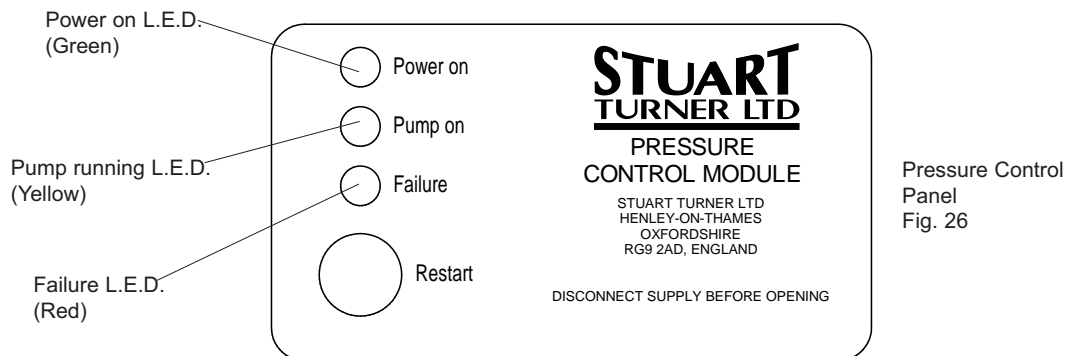 Power on L.E.D.
(Green)
Pump running L.E.D.
(Yellow)
Failure L.E.D.
(Red)
Power on
Pump on
Failure
Restart
STUART
TURNER LTD
PRESSURE
CONTROL MODULE
STUART TURNER LTD
HENLEY-ON-THAMES
OXFORDSHIRE
RG9 2AD, ENGLAND
DISCONNECT SUPPLY BEFORE OPENING
Pressure Control
Panel
Fig. 26